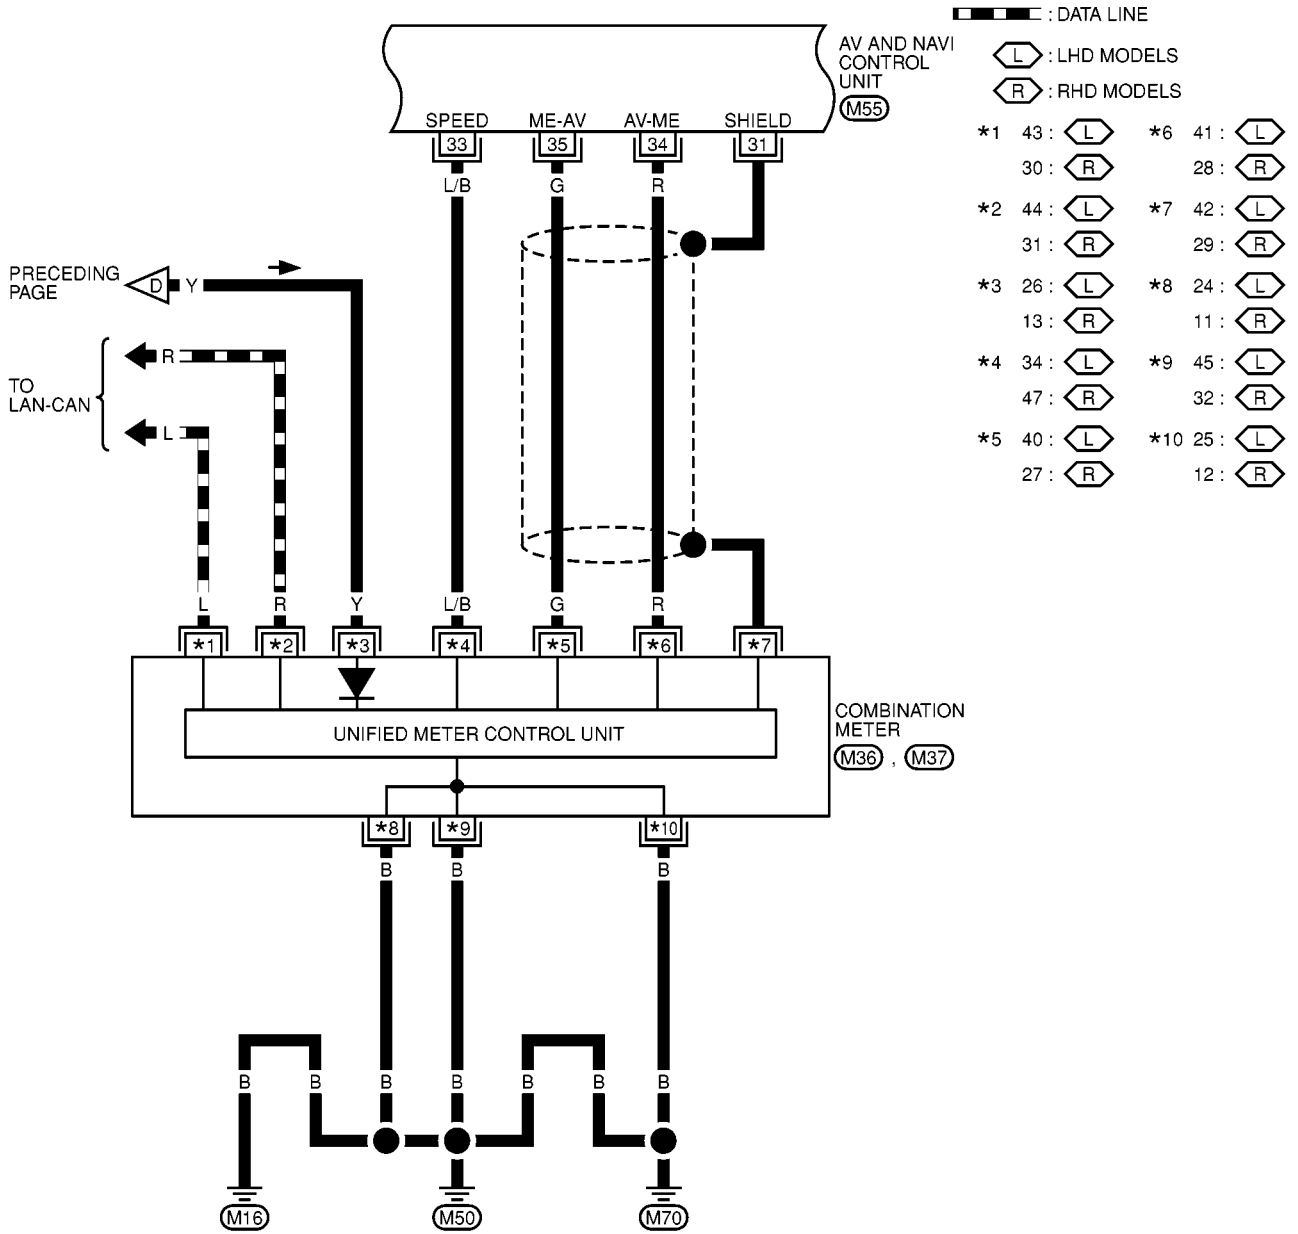 : DATA LINE
L : LHD MODELS
R : RHD MODELS
AV AND NAVI
CONTROL
UNIT
M55
SPEED ME-AV AV-ME SHIELD
33 35 34 31
L/B G R
*1 43 : L *6 41 : L
30 : R 28 : R
*2 44 : L *7 42 : L
31 : R 29 : R
*3 26 : L *8 24 : L
13 : R 11 : R
*4 34 : L *9 45 : L
47 : R 32 : R
*5 40 : L *10 25 : L
27 : R 12 : R
PRECEDING
PAGE
D Y
R
TO
LAN-CAN
L
L R Y L/B G R
*1 *2 *3 *4 *5 *6 *7
UNIFIED METER CONTROL UNIT
COMBINATION
METER
M36 , M37
*8 *9 *10
B B B
B B B B B B B
M16 M50 M70